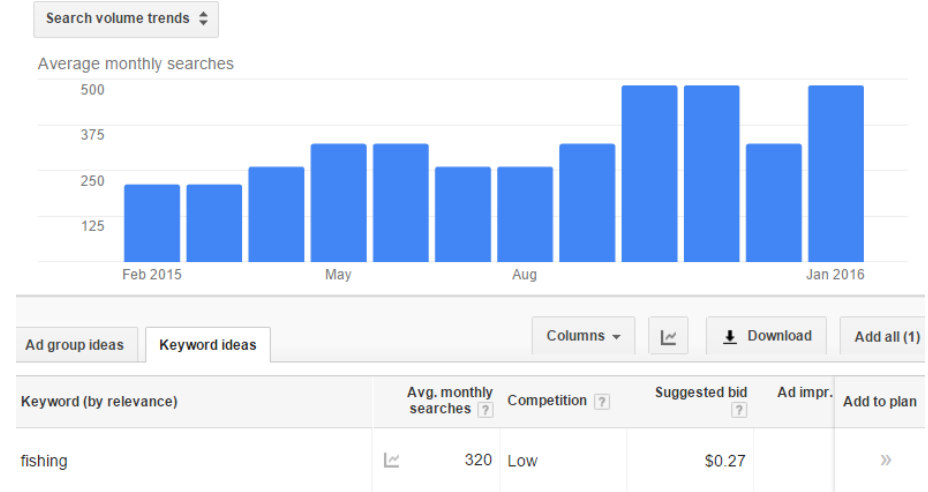 Search volume trends
Average monthly searches
500
375
250
125
Feb 2015 May Aug Jan 2016
Ad group ideas Keyword ideas Columns Download Add all (1)
Keyword (by relevance) Avg. monthly searches ? Competition ? Suggested bid ? Ad impr. Add to plan
fishing 320 Low $0.27 »